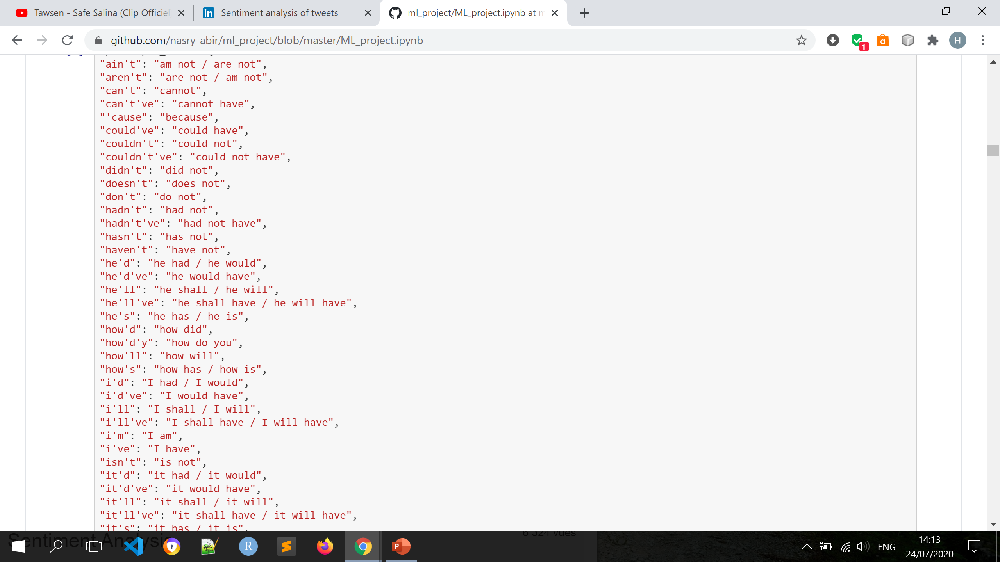 Tawsen - Safe Salina (Clip Officiel
Sentiment analysis of tweets
ml_project/ML_project.ipynb at m
github.com/nasry-abir/ml_project/blob/master/ML_project.ipynb
1
H
"ain't": "am not / are not",
"aren't": "are not / am not",
"can't": "cannot",
"can't've": "cannot have",
"'cause": "because",
"could've": "could have",
"couldn't": "could not",
"couldn't've": "could not have",
"didn't": "did not",
"doesn't": "does not",
"don't": "do not",
"hadn't": "had not",
"hadn't've": "had not have",
"hasn't": "has not",
"haven't": "have not",
"he'd": "he had / he would",
"he'd've": "he would have",
"he'll": "he shall / he will",
"he'll've": "he shall have / he will have",
"he's": "he has / he is",
"how'd": "how did",
"how'd'y": "how do you",
"how'll": "how will",
"how's": "how has / how is",
"i'd": "I had / I would",
"i'd've": "I would have",
"i'll": "I shall / I will",
"i'll've": "I shall have / I will have",
"i'm": "I am",
"i've": "I have",
"isn't": "is not",
"it'd": "it had / it would",
"it'd've": "it would have",
"it'll": "it shall / it will",
"it'll've": "it shall have / it will have",
"it's": "it has / it is",
Sentiment Analysis
6 324 vues
ENG
14:13
24/07/2020